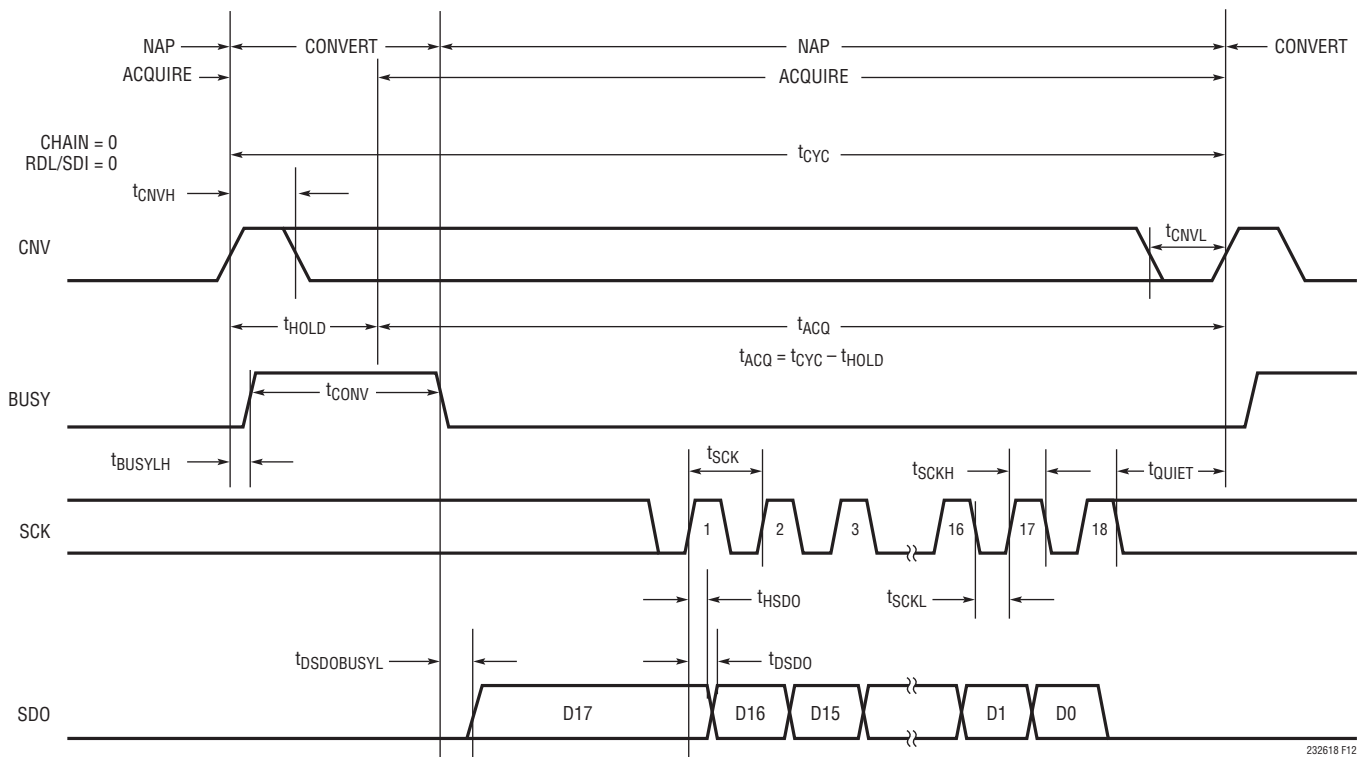 NAP CONVERT NAP CONVERT
ACQUIRE ACQUIRE
CHAIN = 0
RDL/SDI = 0
tCYC
tCNVH
CNV
tCNVL
tHOLD tACQ
tACQ = tCYC – tHOLD
BUSY
tCONV
tBUSYLH
tSCK tSCKH tQUIET
SCK
1 2 3 16 17 18
tHSDO tSCKL
tDSDOBUSYL tDSDO
SDO
D17 D16 D15 D1 D0
232618 F12